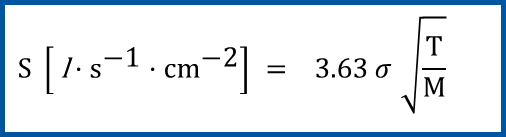 S [ l · s⁻¹ · cm⁻² ] = 3.63 σ √(T/M)